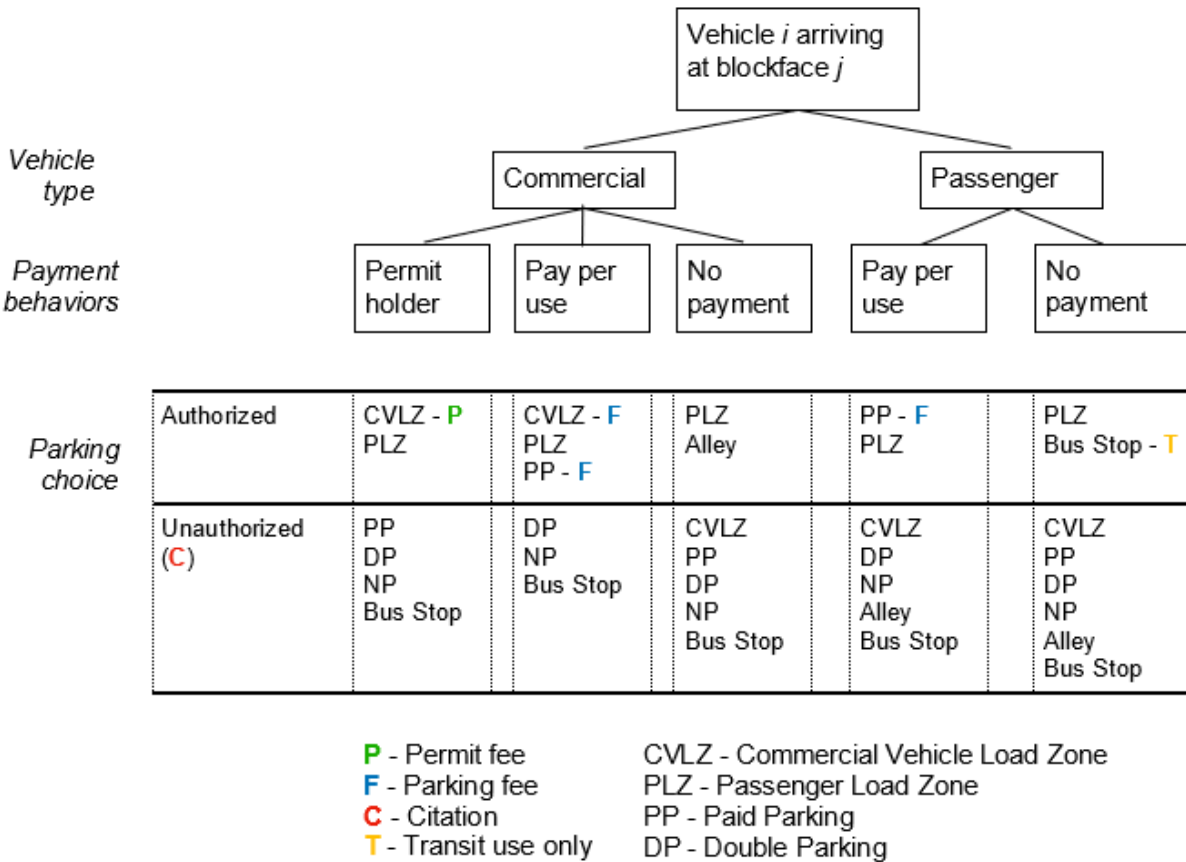 Vehicle i arriving
at blockface j
Vehicle
type
Commercial
Passenger
Payment
behaviors
Permit
holder
Pay per
use
No
payment
Pay per
use
No
payment
Parking
choice
Authorized
CVLZ - P
PLZ
CVLZ - F
PLZ
PP - F
PLZ
Alley
PP - F
PLZ
PLZ
Bus Stop - T
Unauthorized
(C)
PP
DP
NP
Bus Stop
DP
NP
Bus Stop
CVLZ
PP
DP
NP
Bus Stop
CVLZ
DP
NP
Alley
Bus Stop
CVLZ
PP
DP
NP
Alley
Bus Stop
P - Permit fee
F - Parking fee
C - Citation
T - Transit use only
CVLZ - Commercial Vehicle Load Zone
PLZ - Passenger Load Zone
PP - Paid Parking
DP - Double Parking